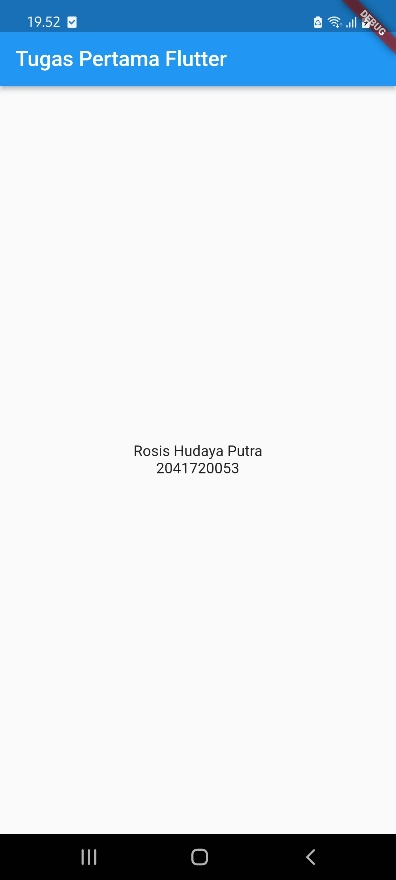 19.52
DEBUG
Tugas Pertama Flutter
Rosis Hudaya Putra
2041720053